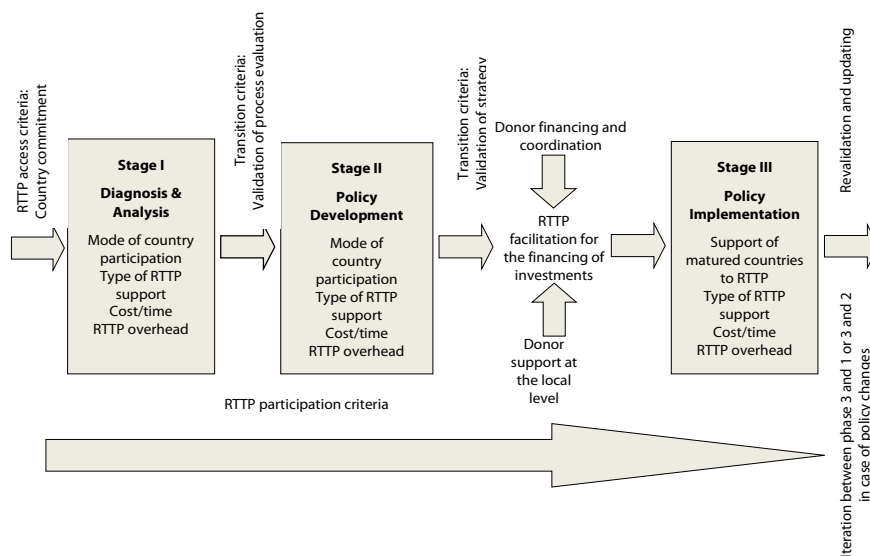 RTTP access criteria:
Country commitment
Stage I
Diagnosis &
Analysis
Mode of country
participation
Type of RTTP
support
Cost/time
RTTP overhead
Transition criteria:
Validation of process evaluation
Stage II
Policy
Development
Mode of
country
participation
Type of RTTP
support
Cost/time
RTTP overhead
Transition criteria:
Validation of strategy
Donor financing and
coordination
RTTP
facilitation for
the financing of
investments
Donor
support at
the local
level
Stage III
Policy
Implementation
Support of
matured countries
to RTTP
Type of RTTP
support
Cost/time
RTTP overhead
Revalidation and updating
Iteration between phase 3 and 1 or 3 and 2
in case of policy changes
RTTP participation criteria